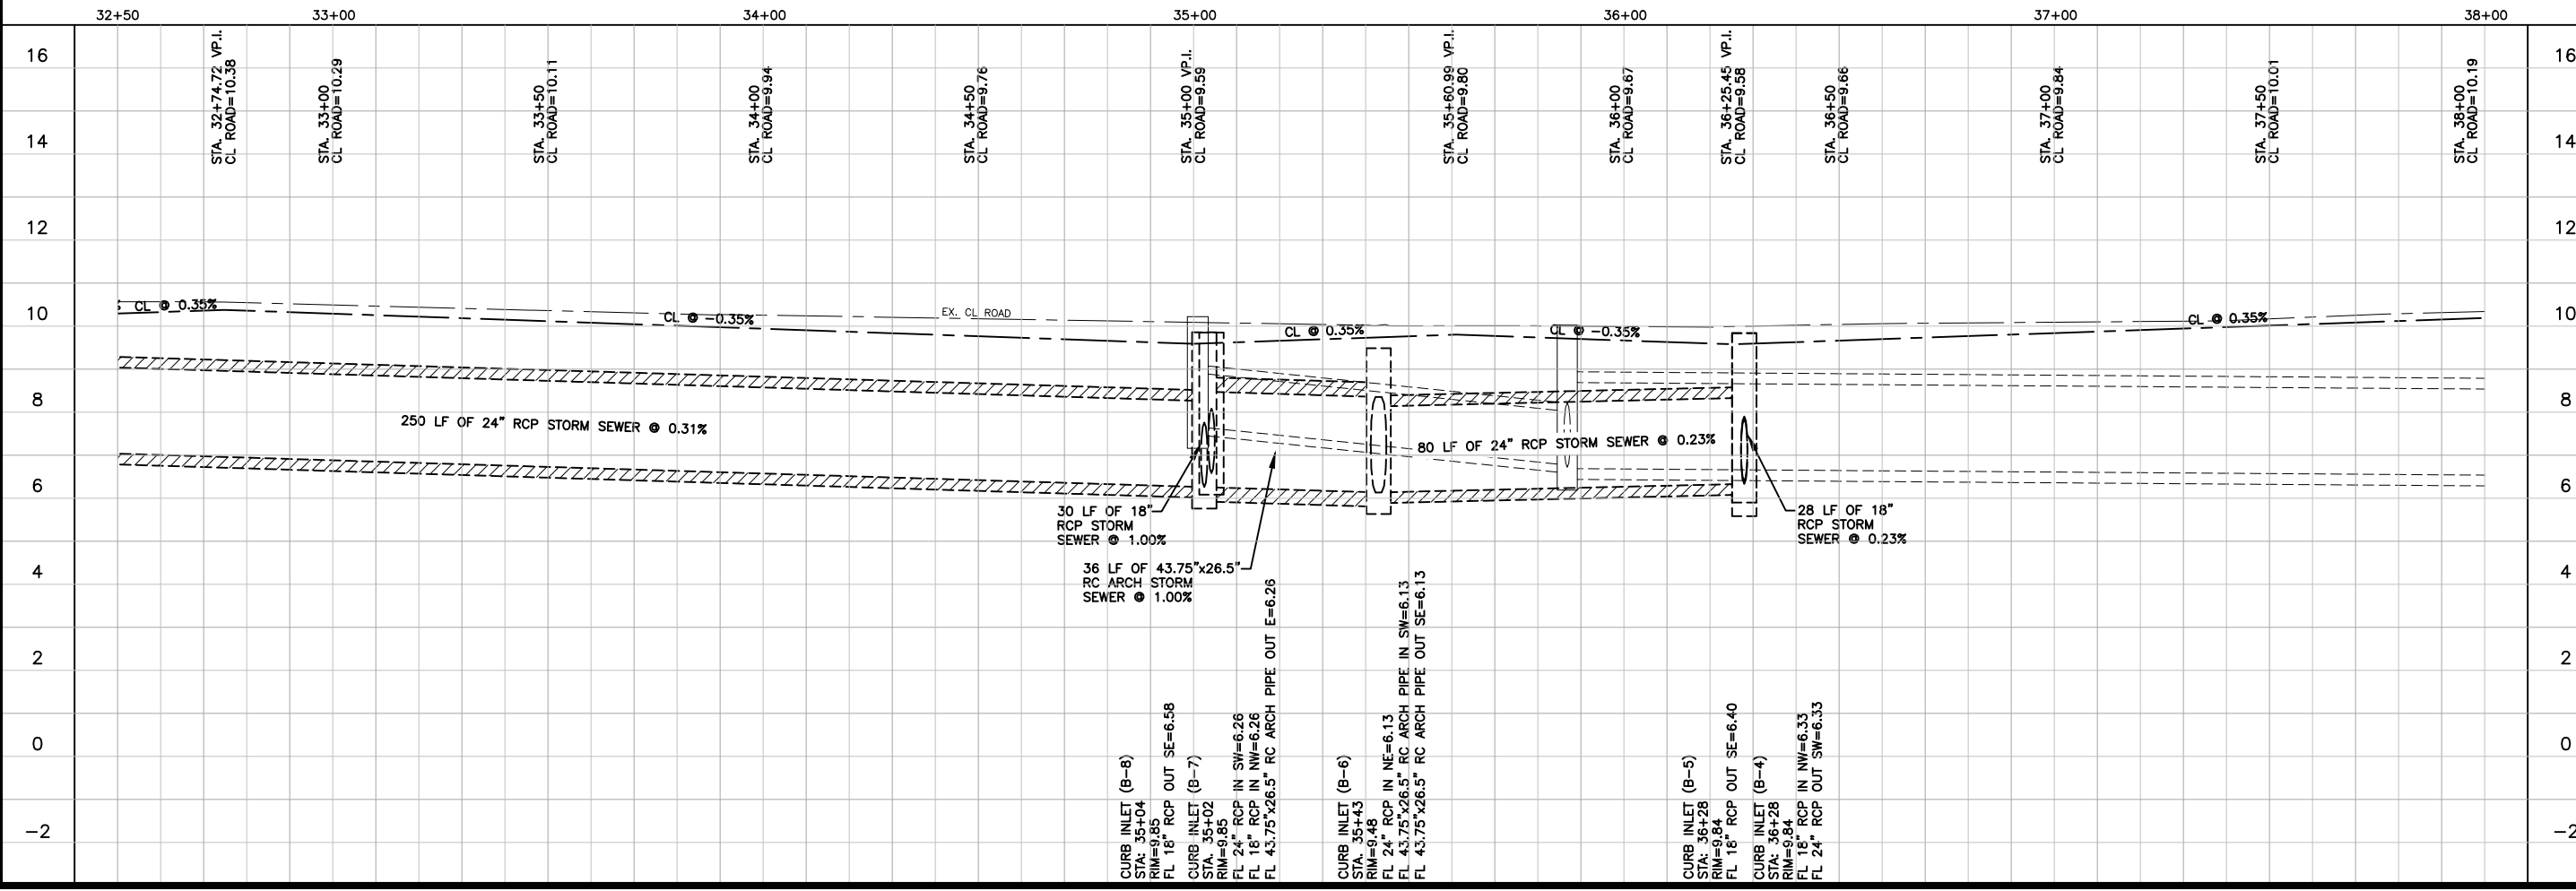 32+50
33+00
34+00
35+00
36+00
37+00
38+00
16
14
12
10
8
6
4
2
0
-2
16
14
12
10
8
6
4
2
0
-2
STA. 32+74.72 VP.I.
CL ROAD=10.38
STA. 33+00
CL ROAD=10.29
STA. 33+50
CL ROAD=10.11
STA. 34+00
CL ROAD=9.94
STA. 34+50
CL ROAD=9.76
STA. 35+00 VP.I.
CL ROAD=9.59
STA. 35+60.99 VP.I.
CL ROAD=9.80
STA. 36+00
CL ROAD=9.67
STA. 36+25.45 VP.I.
CL ROAD=9.58
STA. 36+50
CL ROAD=9.66
STA. 37+00
CL ROAD=9.84
STA. 37+50
CL ROAD=10.01
STA. 38+00
CL ROAD=10.19
CL @ 0.35%
CL @ -0.35%
EX. CL ROAD
CL @ 0.35%
CL @ -0.35%
CL @ 0.35%
250 LF OF 24" RCP STORM SEWER @ 0.31%
80 LF OF 24" RCP STORM SEWER @ 0.23%
30 LF OF 18"
RCP STORM
SEWER @ 1.00%
36 LF OF 43.75"x26.5"
RC ARCH STORM
SEWER @ 1.00%
28 LF OF 18"
RCP STORM
SEWER @ 0.23%
CURB INLET (B-8)
STA: 35+04
RIM=9.85
FL 18" RCP OUT SE=6.58
CURB INLET (B-7)
STA. 35+02
RIM=9.85
FL 24" RCP IN SW=6.26
FL 18" RCP IN NW=6.26
FL 43.75"x26.5" RC ARCH PIPE OUT E=6.26
CURB INLET (B-6)
STA. 35+43
RIM=9.48
FL 24" RCP IN NE=6.13
FL 43.75"x26.5" RC ARCH PIPE IN SW=6.13
FL 43.75"x26.5" RC ARCH PIPE OUT SE=6.13
CURB INLET (B-5)
STA: 36+28
RIM=9.84
FL 18" RCP OUT SE=6.40
CURB INLET (B-4)
STA: 36+28
RIM=9.84
FL 18" RCP IN NW=6.33
FL 24" RCP OUT SW=6.33